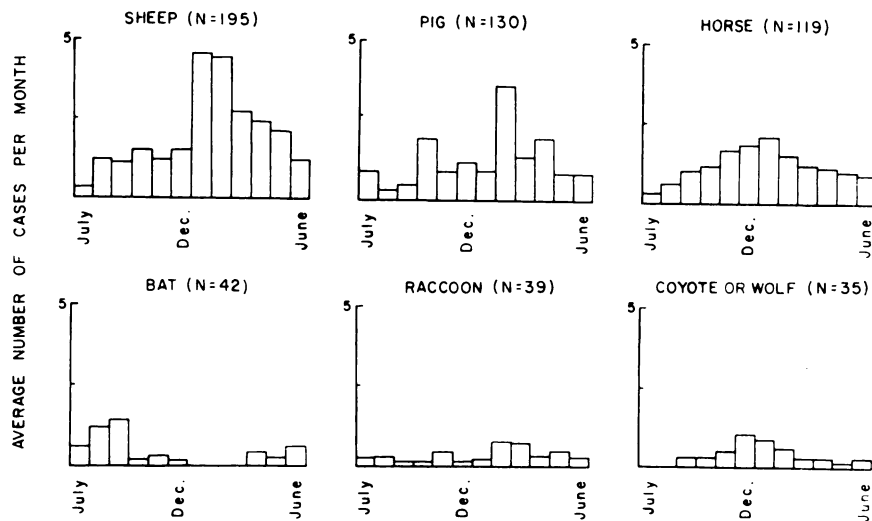 AVERAGE NUMBER OF CASES PER MONTH
SHEEP (N=195)
5
July
Dec.
June
PIG (N=130)
5
July
Dec.
June
HORSE (N=119)
5
July
Dec.
June
BAT (N=42)
5
July
Dec.
June
RACCOON (N=39)
5
July
Dec.
June
COYOTE OR WOLF (N=35)
5
July
Dec.
June